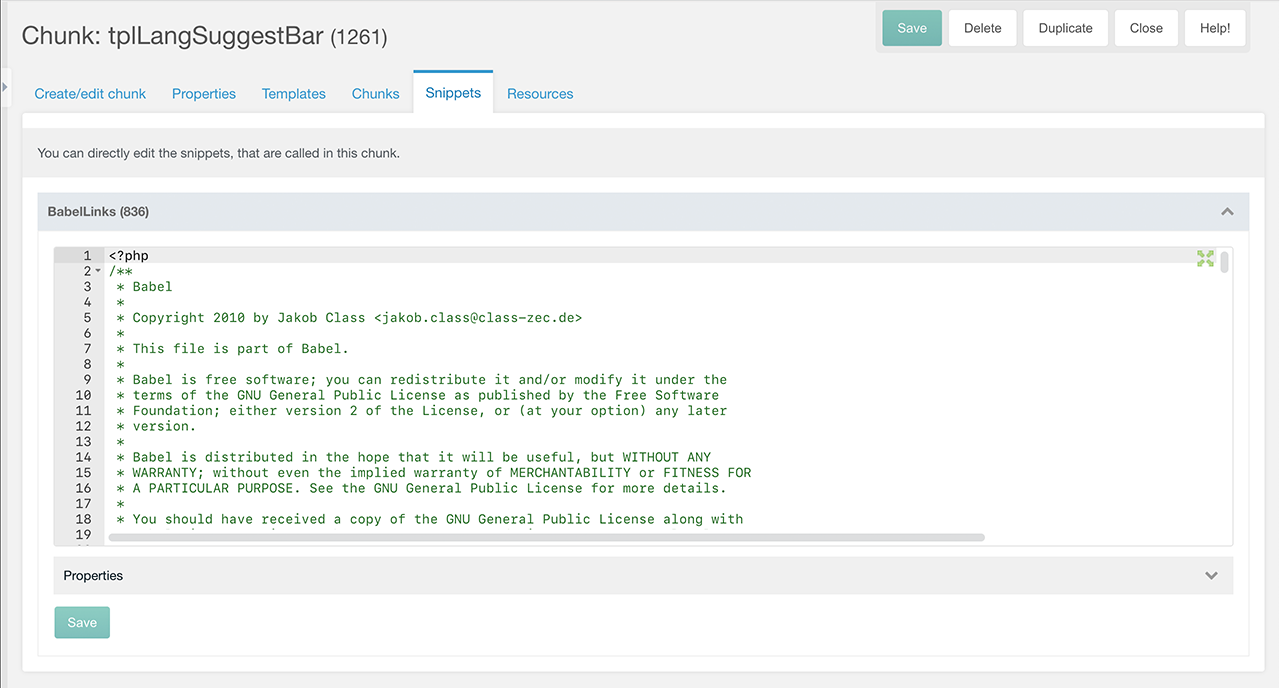 Chunk: tplLangSuggestBar (1261)
Save Delete Duplicate Close Help!
Create/edit chunk Properties Templates Chunks Snippets Resources
You can directly edit the snippets, that are called in this chunk.
BabelLinks (836)
1 <?php
2 /**
3 * Babel
4 *
5 * Copyright 2010 by Jakob Class <jakob.class@class-zec.de>
6 *
7 * This file is part of Babel.
8 *
9 * Babel is free software; you can redistribute it and/or modify it under the
10 * terms of the GNU General Public License as published by the Free Software
11 * Foundation; either version 2 of the License, or (at your option) any later
12 * version.
13 *
14 * Babel is distributed in the hope that it will be useful, but WITHOUT ANY
15 * WARRANTY; without even the implied warranty of MERCHANTABILITY or FITNESS FOR
16 * A PARTICULAR PURPOSE. See the GNU General Public License for more details.
17 *
18 * You should have received a copy of the GNU General Public License along with
19
Properties
Save